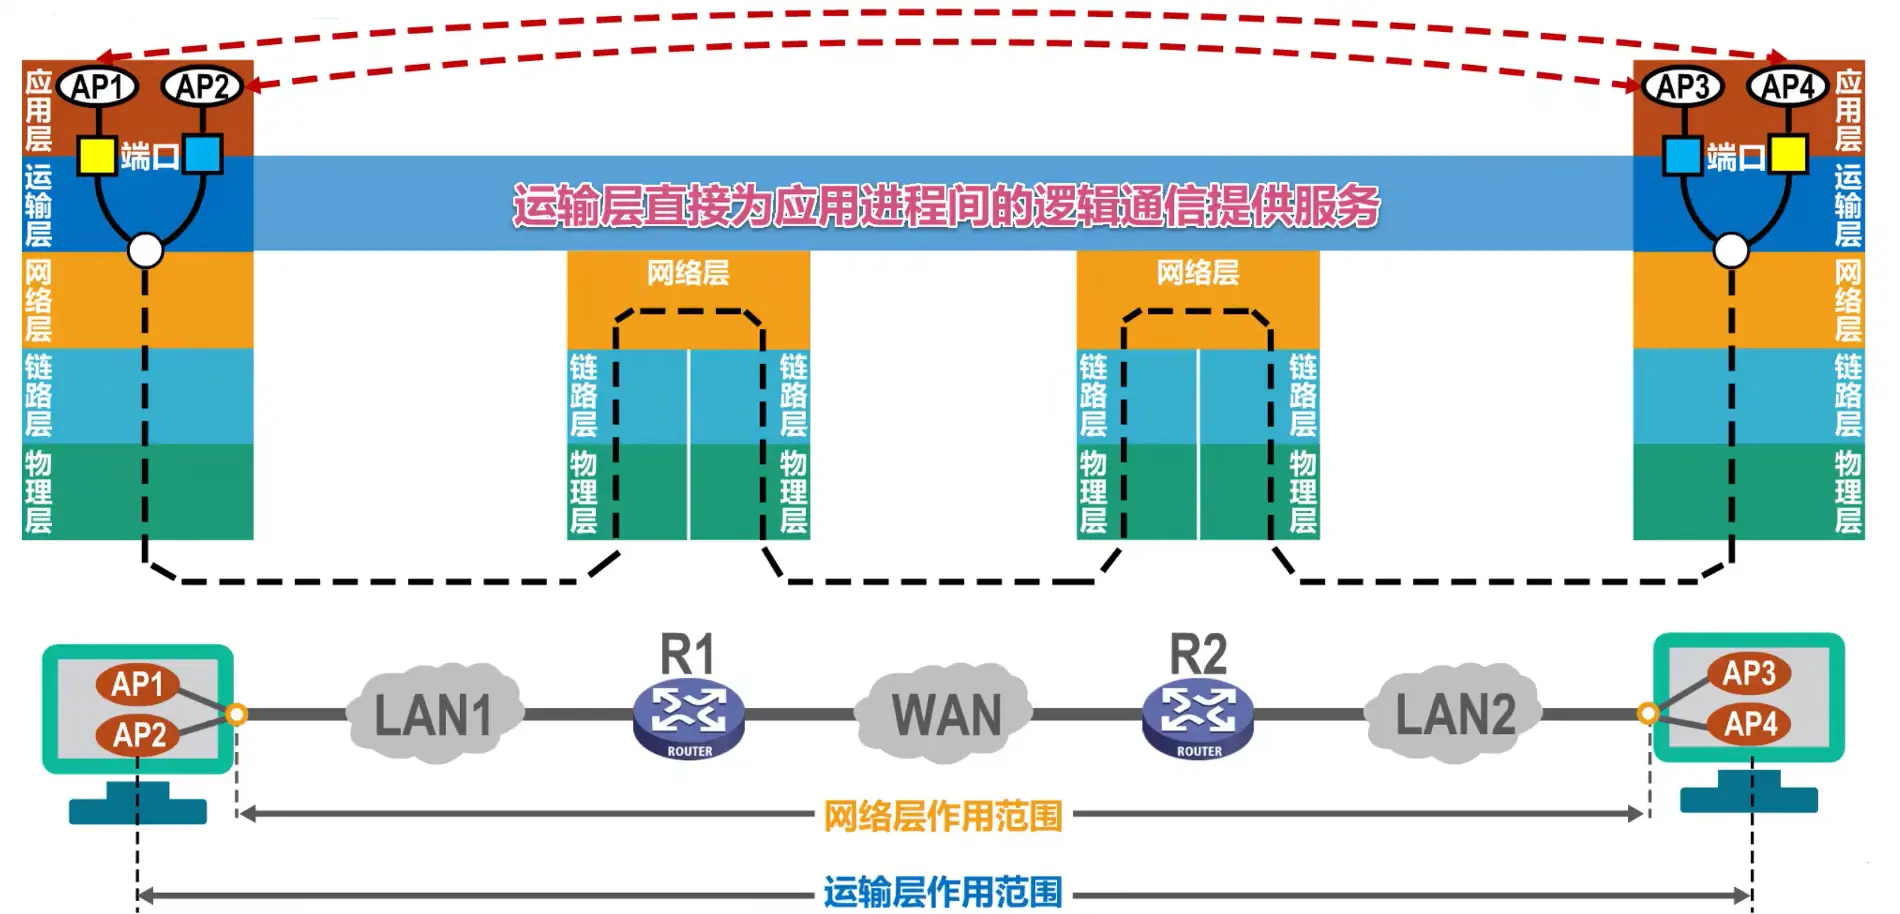 AP1
AP2
AP3
AP4
应用层
端口
端口
应用层
运输层
运输层直接为应用进程间的逻辑通信提供服务
运输层
网络层
网络层
网络层
网络层
链路层
链路层
链路层
链路层
链路层
链路层
物理层
物理层
物理层
物理层
物理层
物理层
R1
R2
AP1
AP2
LAN1
ROUTER
WAN
ROUTER
LAN2
AP3
AP4
网络层作用范围
运输层作用范围